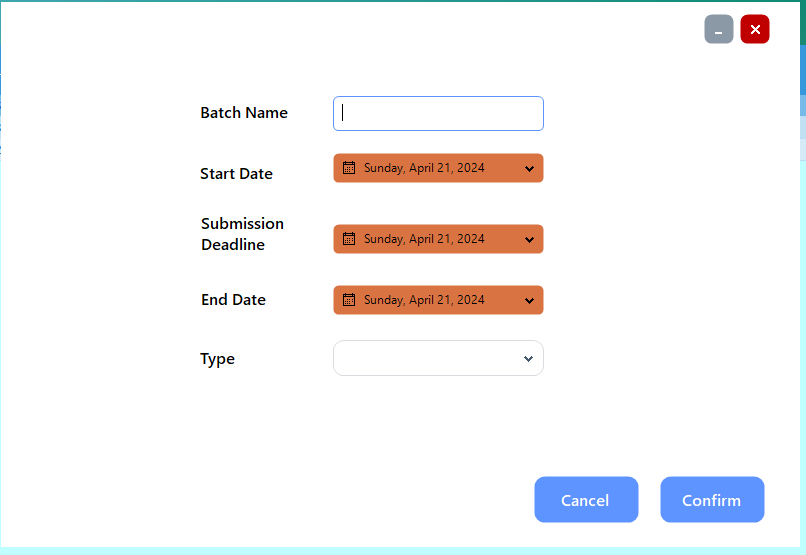 Batch Name
Start Date
Sunday, April 21, 2024
Submission
Deadline
Sunday, April 21, 2024
End Date
Sunday, April 21, 2024
Type
Cancel
Confirm